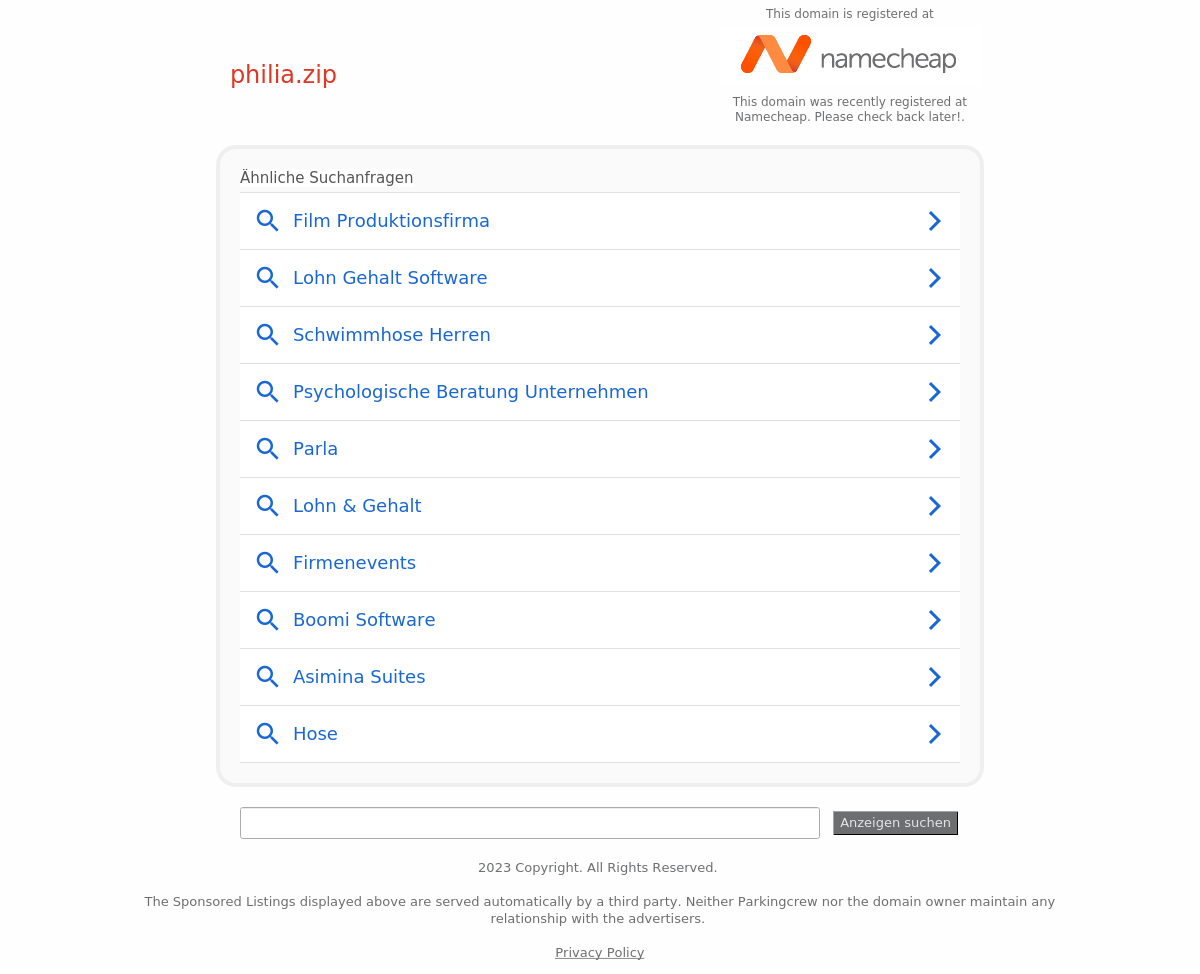 This domain is registered at
namecheap
philia.zip
This domain was recently registered at
Namecheap. Please check back later!.
Ähnliche Suchanfragen
Film Produktionsfirma
Lohn Gehalt Software
Schwimmhose Herren
Psychologische Beratung Unternehmen
Parla
Lohn & Gehalt
Firmenevents
Boomi Software
Asimina Suites
Hose
Anzeigen suchen
2023 Copyright. All Rights Reserved.
The Sponsored Listings displayed above are served automatically by a third party. Neither Parkingcrew nor the domain owner maintain any
relationship with the advertisers.
Privacy Policy